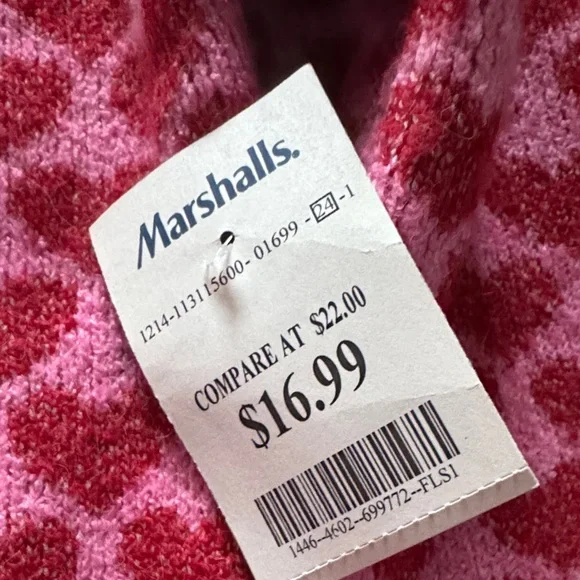 Marshalls.
1214-113115600- 01699 -24-1
COMPARE AT $22.00
$16.99
1446-4602-699772--FLS1